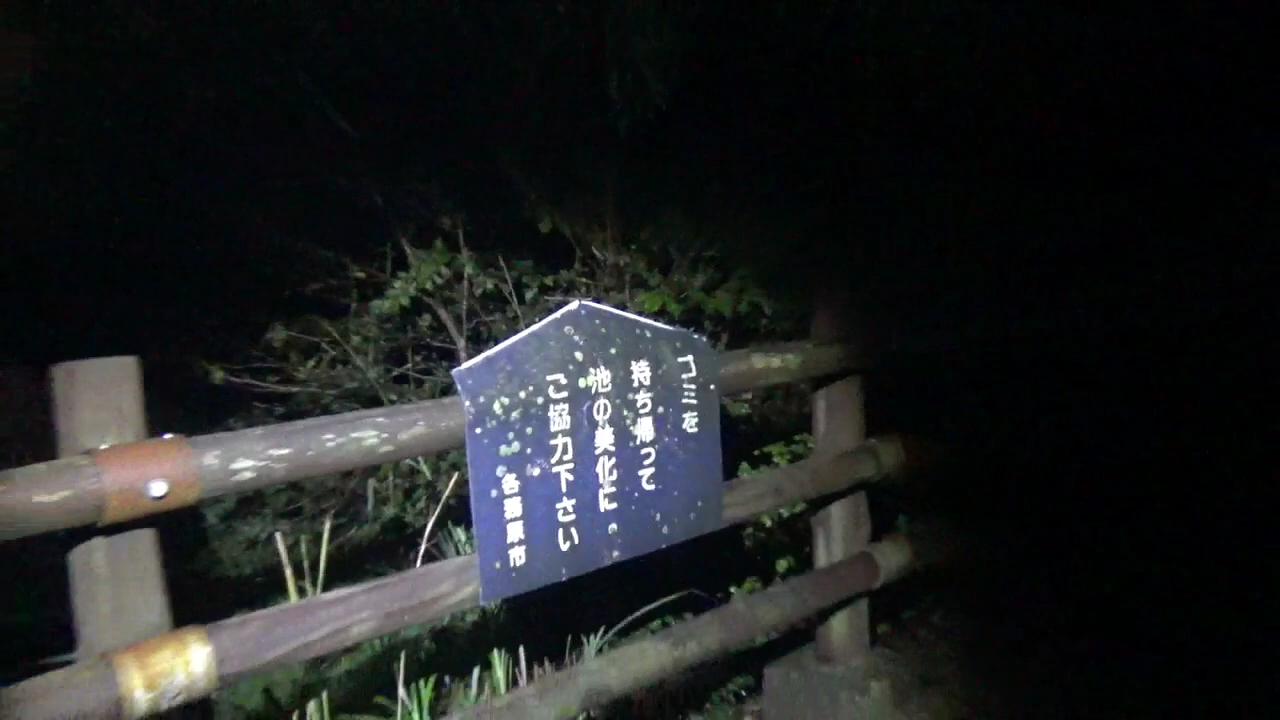 ゴミを
持ち帰って
池の美化に
ご協力下さい
各務原市